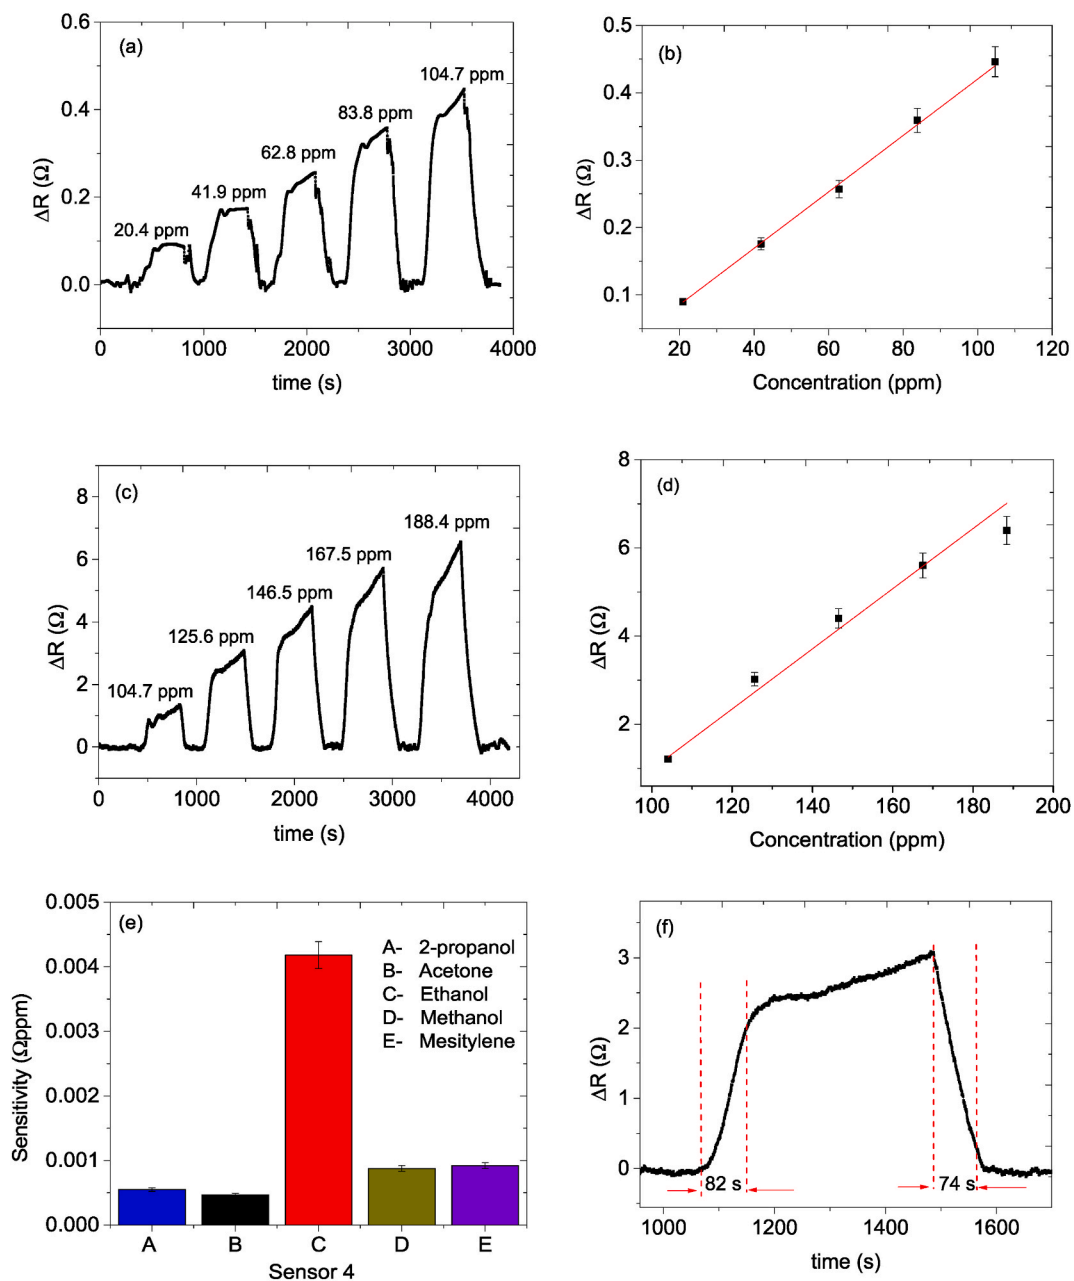 (a)
0.6
0.4
0.2
0.0
ΔR (Ω)
20.4 ppm
41.9 ppm
62.8 ppm
83.8 ppm
104.7 ppm
0 1000 2000 3000 4000
time (s)
(b)
0.5
0.4
0.3
0.2
0.1
ΔR (Ω)
20 40 60 80 100 120
Concentration (ppm)
(c)
8
6
4
2
0
ΔR (Ω)
104.7 ppm
125.6 ppm
146.5 ppm
167.5 ppm
188.4 ppm
0 1000 2000 3000 4000
time (s)
(d)
8
6
4
2
ΔR (Ω)
100 120 140 160 180 200
Concentration (ppm)
(e)
0.005
0.004
0.003
0.002
0.001
0.000
Sensitivity (Ωppm)
A- 2-propanol
B- Acetone
C- Ethanol
D- Methanol
E- Mesitylene
A B C D E
Sensor 4
(f)
3
2
1
0
ΔR (Ω)
82 s
74 s
1000 1200 1400 1600
time (s)